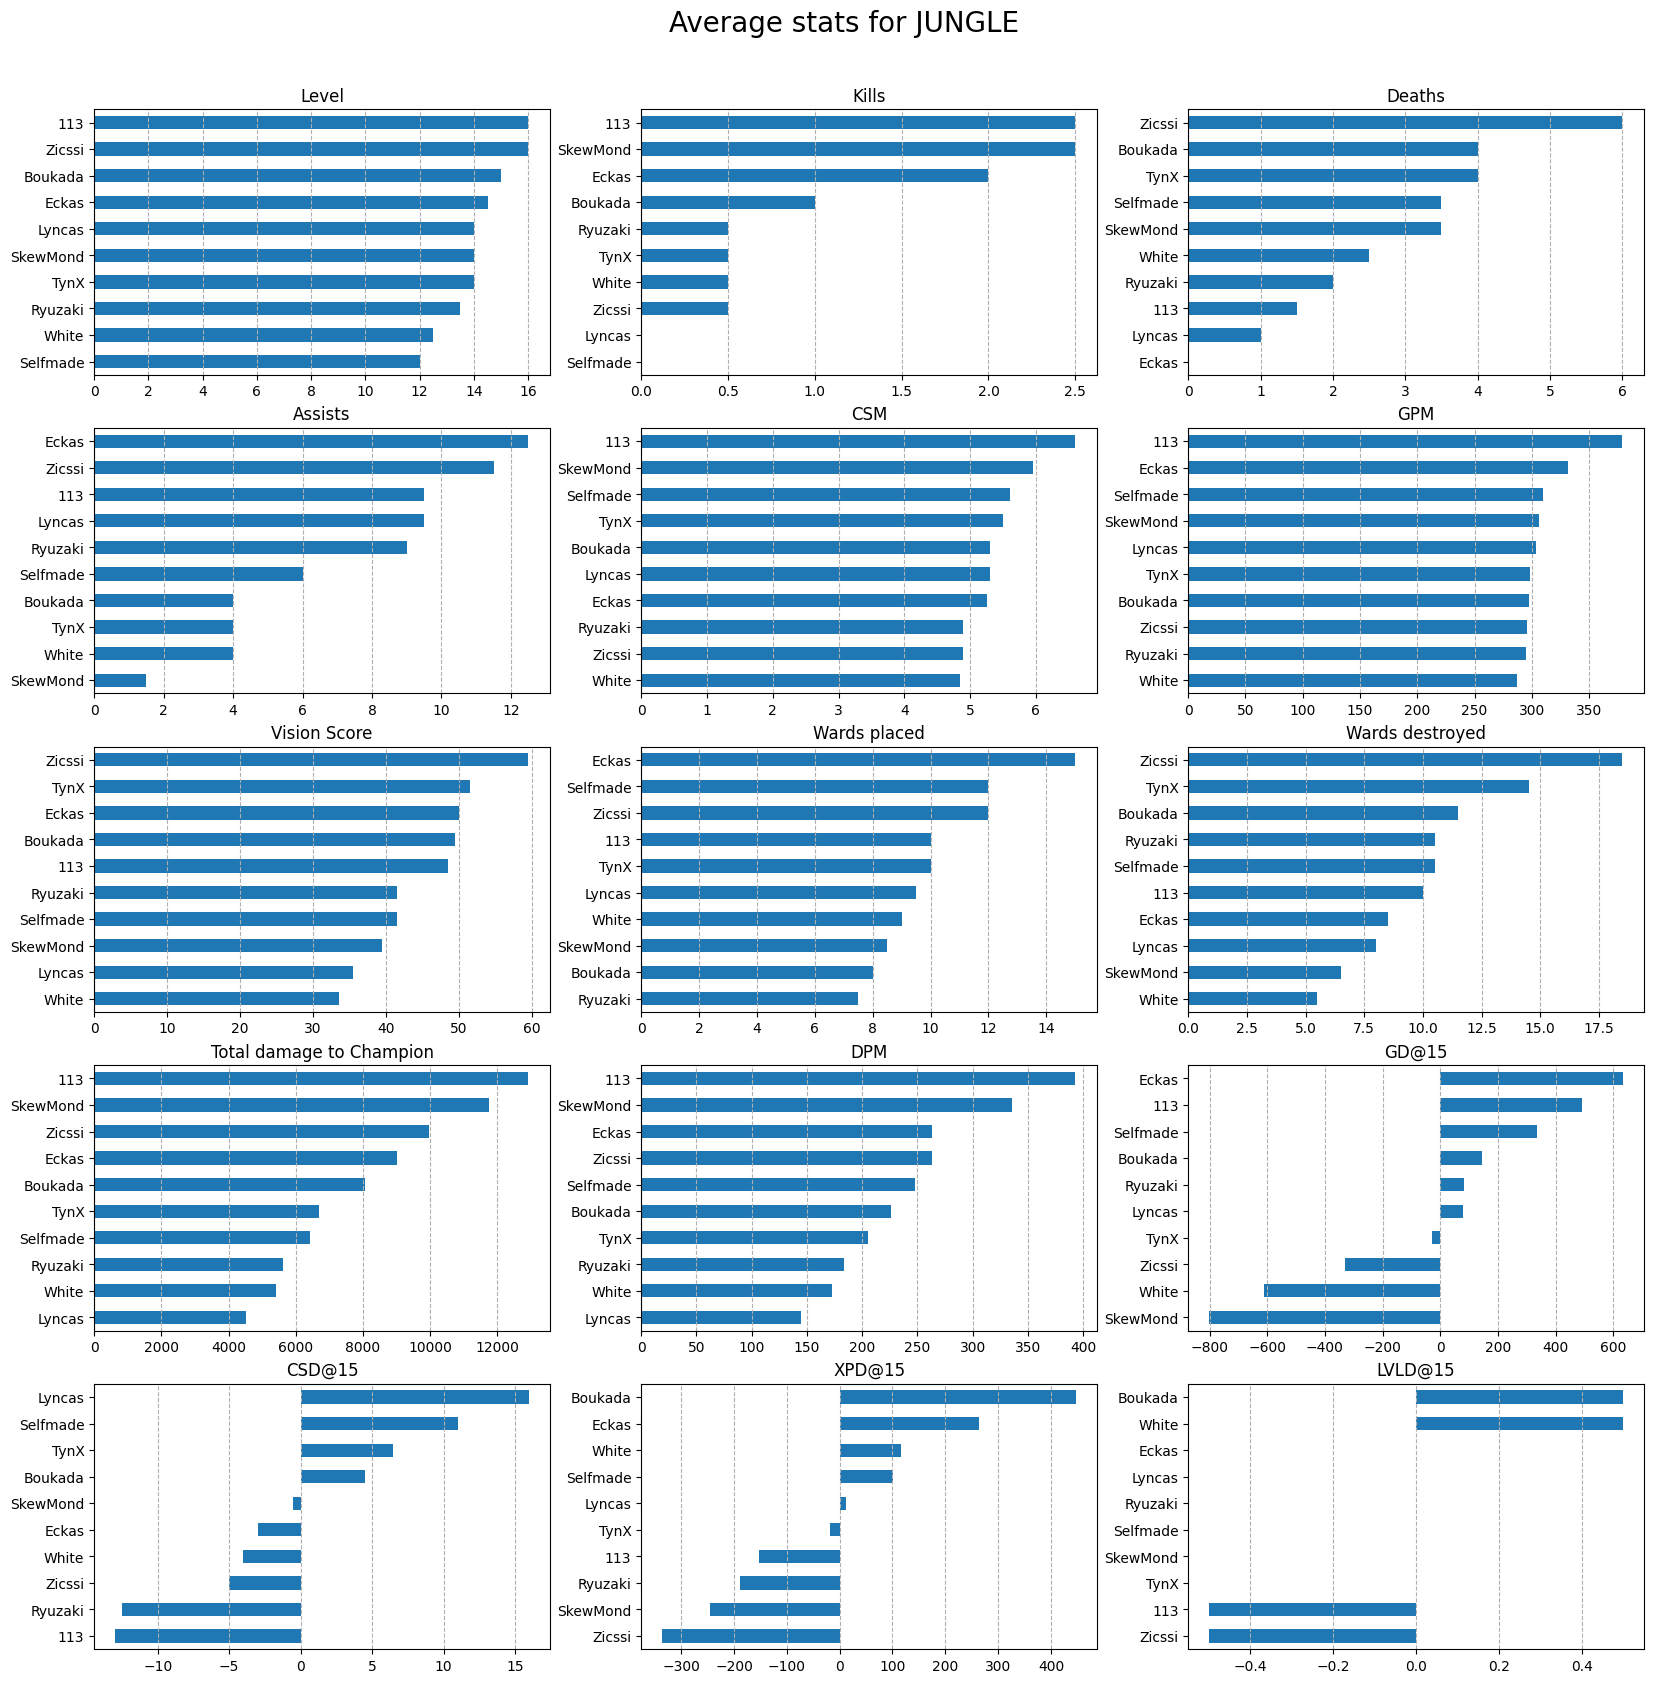 Average stats for JUNGLE
Level
113
Zicssi
Boukada
Eckas
Lyncas
SkewMond
TynX
Ryuzaki
White
Selfmade
0 2 4 6 8 10 12 14 16
Kills
113
SkewMond
Eckas
Boukada
Ryuzaki
TynX
White
Zicssi
Lyncas
Selfmade
0.0 0.5 1.0 1.5 2.0 2.5
Deaths
Zicssi
Boukada
TynX
Selfmade
SkewMond
White
Ryuzaki
113
Lyncas
Eckas
0 1 2 3 4 5 6
Assists
Eckas
Zicssi
113
Lyncas
Ryuzaki
Selfmade
Boukada
TynX
White
SkewMond
0 2 4 6 8 10 12
CSM
113
SkewMond
Selfmade
TynX
Boukada
Lyncas
Eckas
Ryuzaki
Zicssi
White
0 1 2 3 4 5 6
GPM
113
Eckas
Selfmade
SkewMond
Lyncas
TynX
Boukada
Zicssi
Ryuzaki
White
0 50 100 150 200 250 300 350
Vision Score
Zicssi
TynX
Eckas
Boukada
113
Ryuzaki
Selfmade
SkewMond
Lyncas
White
0 10 20 30 40 50 60
Wards placed
Eckas
Selfmade
Zicssi
113
TynX
Lyncas
White
SkewMond
Boukada
Ryuzaki
0 2 4 6 8 10 12 14
Wards destroyed
Zicssi
TynX
Boukada
Ryuzaki
Selfmade
113
Eckas
Lyncas
SkewMond
White
0.0 2.5 5.0 7.5 10.0 12.5 15.0 17.5
Total damage to Champion
113
SkewMond
Zicssi
Eckas
Boukada
TynX
Selfmade
Ryuzaki
White
Lyncas
0 2000 4000 6000 8000 10000 12000
DPM
113
SkewMond
Eckas
Zicssi
Selfmade
Boukada
TynX
Ryuzaki
White
Lyncas
0 50 100 150 200 250 300 350 400
GD@15
Eckas
113
Selfmade
Boukada
Ryuzaki
Lyncas
TynX
Zicssi
White
SkewMond
−800 −600 −400 −200 0 200 400 600
CSD@15
Lyncas
Selfmade
TynX
Boukada
SkewMond
Eckas
White
Zicssi
Ryuzaki
113
−10 −5 0 5 10 15
XPD@15
Boukada
Eckas
White
Selfmade
Lyncas
TynX
113
Ryuzaki
SkewMond
Zicssi
−300 −200 −100 0 100 200 300 400
LVLD@15
Boukada
White
Eckas
Lyncas
Ryuzaki
Selfmade
SkewMond
TynX
113
Zicssi
−0.4 −0.2 0.0 0.2 0.4